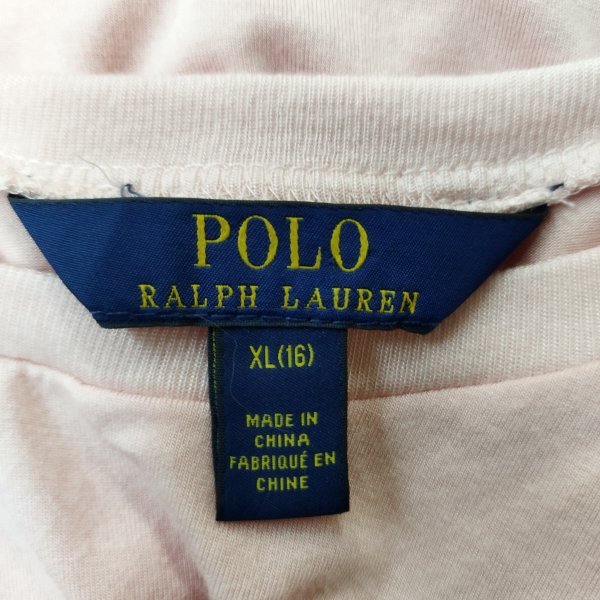 POLO
RALPH LAUREN
XL(16)
MADE IN
CHINA
FABRIQUÉ EN
CHINE